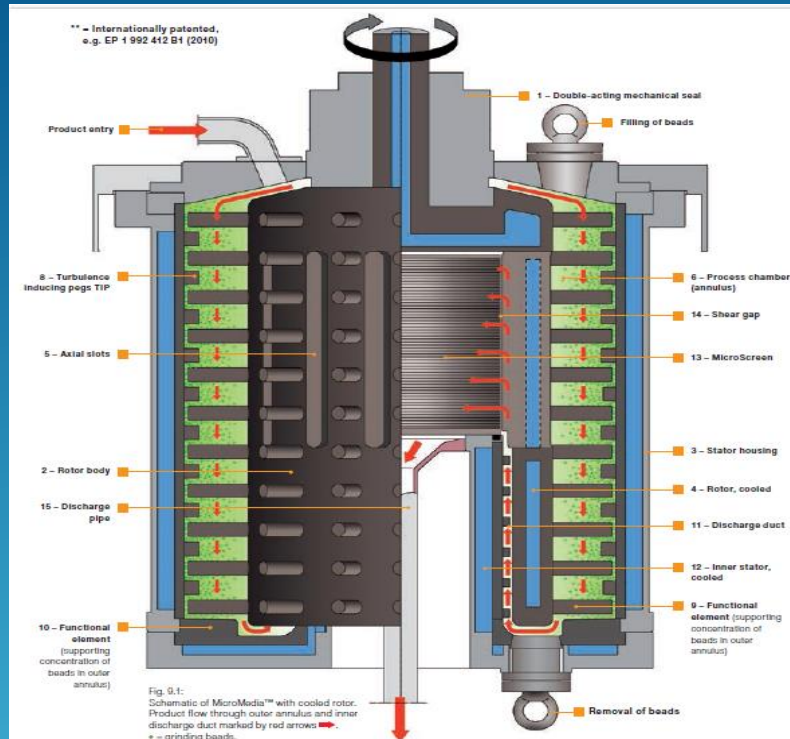 ** – Internationally patented,
e.g. EP 1 992 412 B1 (2010)
1 – Double-acting mechanical seal
Product entry
Filling of beads
8 – Turbulence
inducing pegs TIP
6 – Process chamber
(annulus)
14 – Shear gap
5 – Axial slots
13 – MicroScreen
3 – Stator housing
2 – Rotor body
4 – Rotor, cooled
15 – Discharge
pipe
11 – Discharge duct
12 – Inner stator,
cooled
9 – Functional
element (supporting
concentration of
beads in outer
annulus)
10 – Functional
element
(supporting
concentration of
beads in outer
annulus)
Fig. 9.1:
Schematic of MicroMedia™ with cooled rotor.
Product flow through outer annulus and inner
discharge duct marked by red arrows
– grinding beads.
Removal of beads